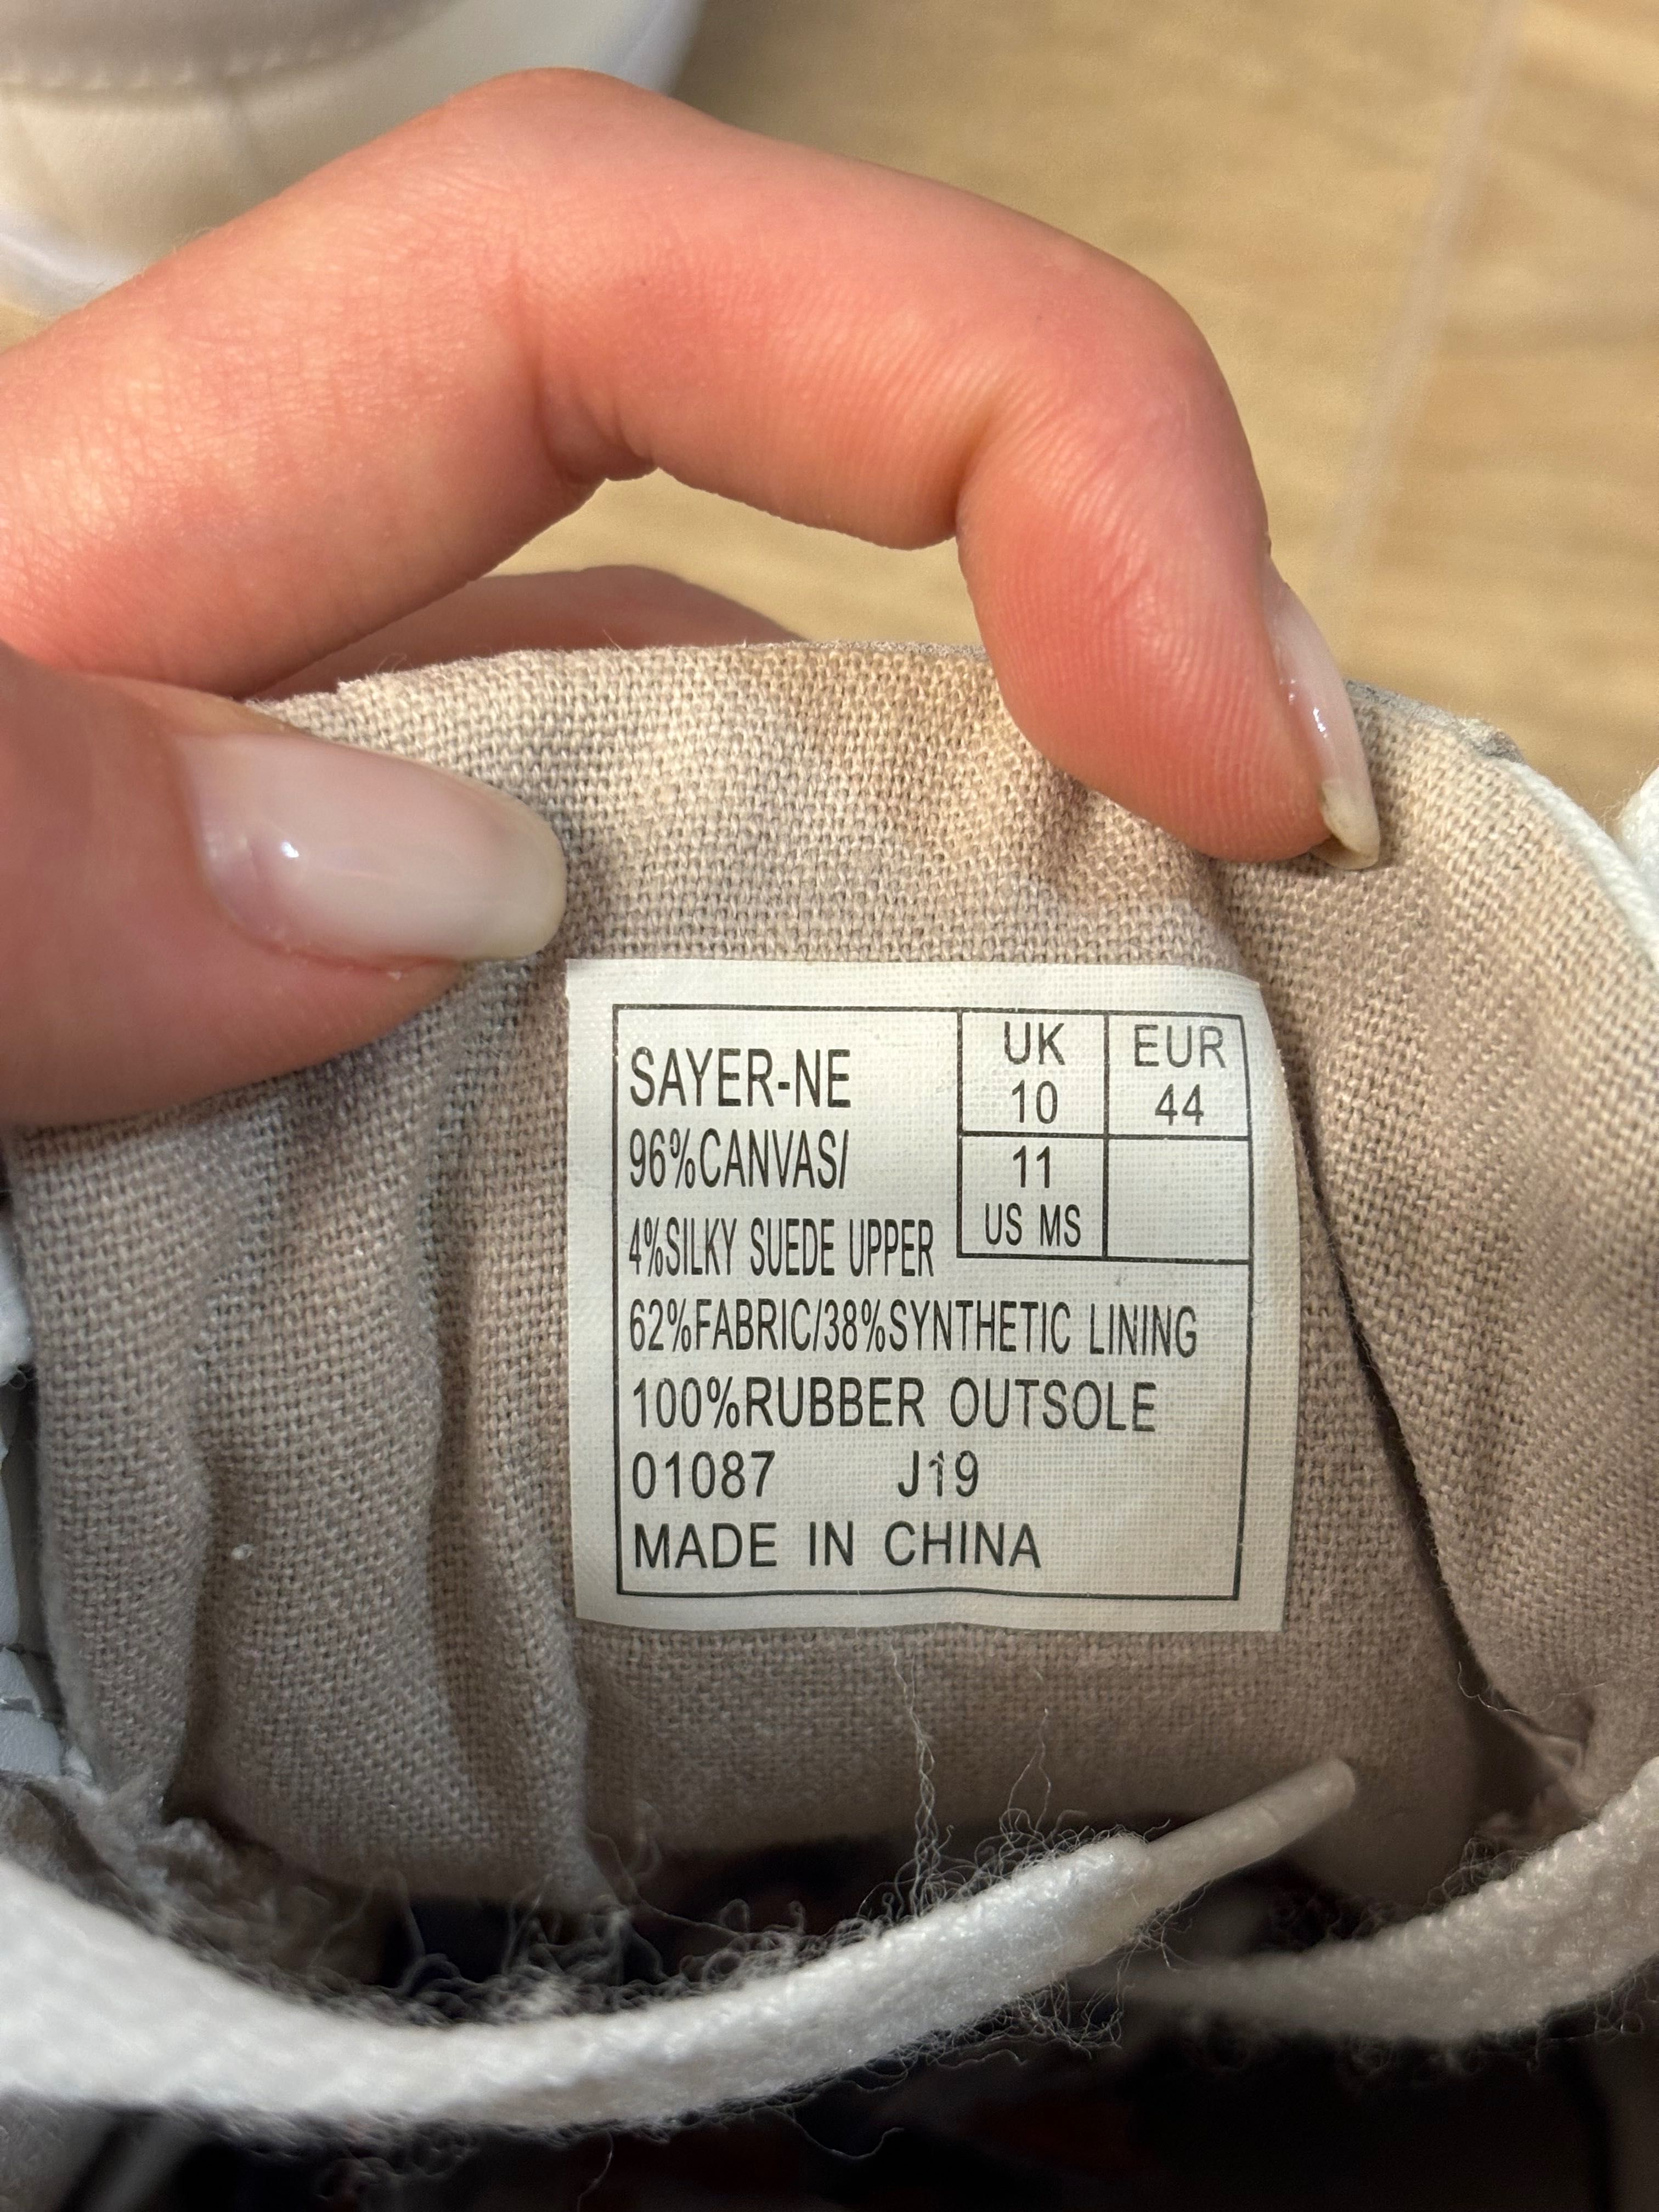 SAYER-NE
UK EUR
10 44
96%CANVAS/
11
4%SILKY SUEDE UPPER
US MS
62%FABRIC/38%SYNTHETIC LINING
100%RUBBER OUTSOLE
01087 J19
MADE IN CHINA